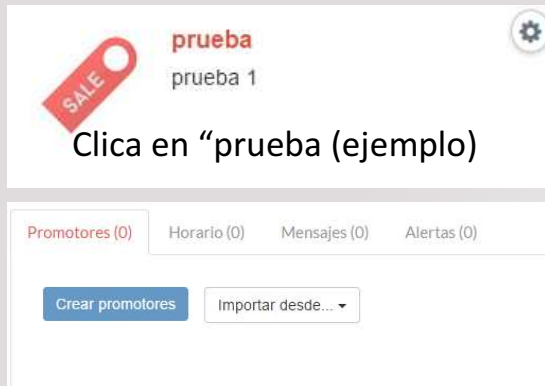 prueba
prueba 1
SALE
Clica en “prueba (ejemplo)
Promotores (0) Horario (0) Mensajes (0) Alertas (0)
Crear promotores Importar desde...